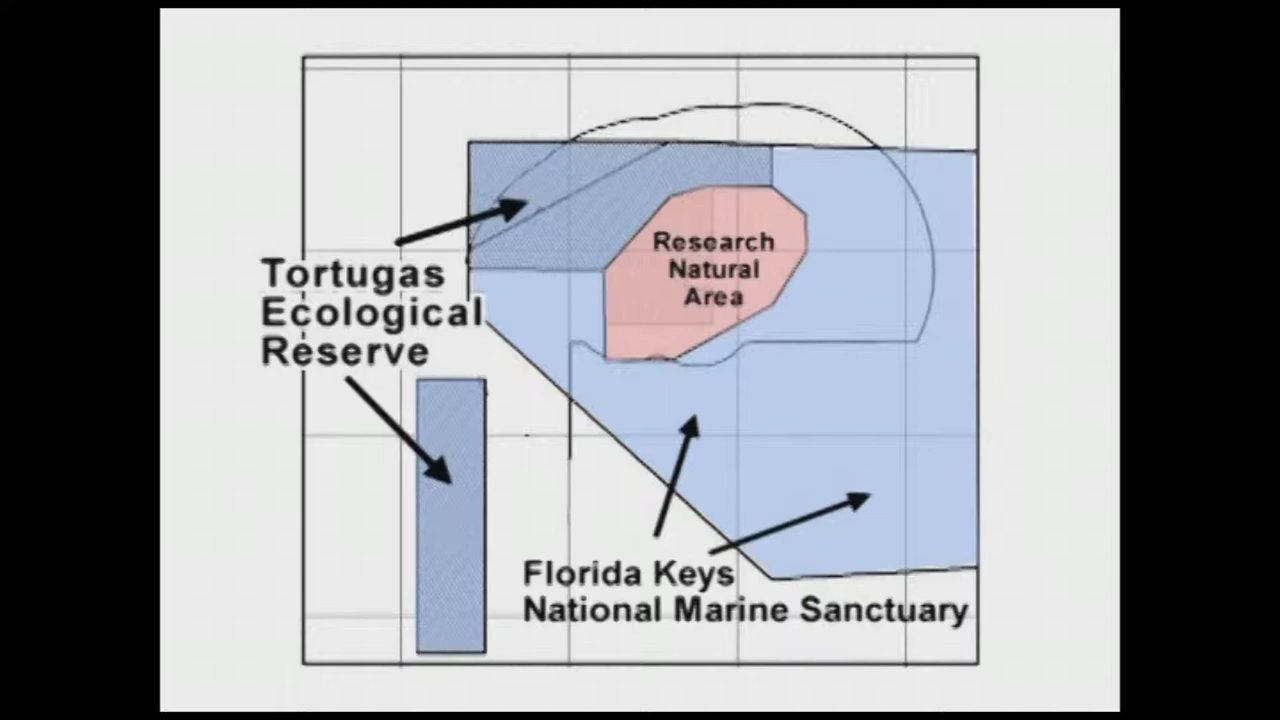 Research
Natural
Area
Tortugas
Ecological
Reserve
Florida Keys
National Marine Sanctuary